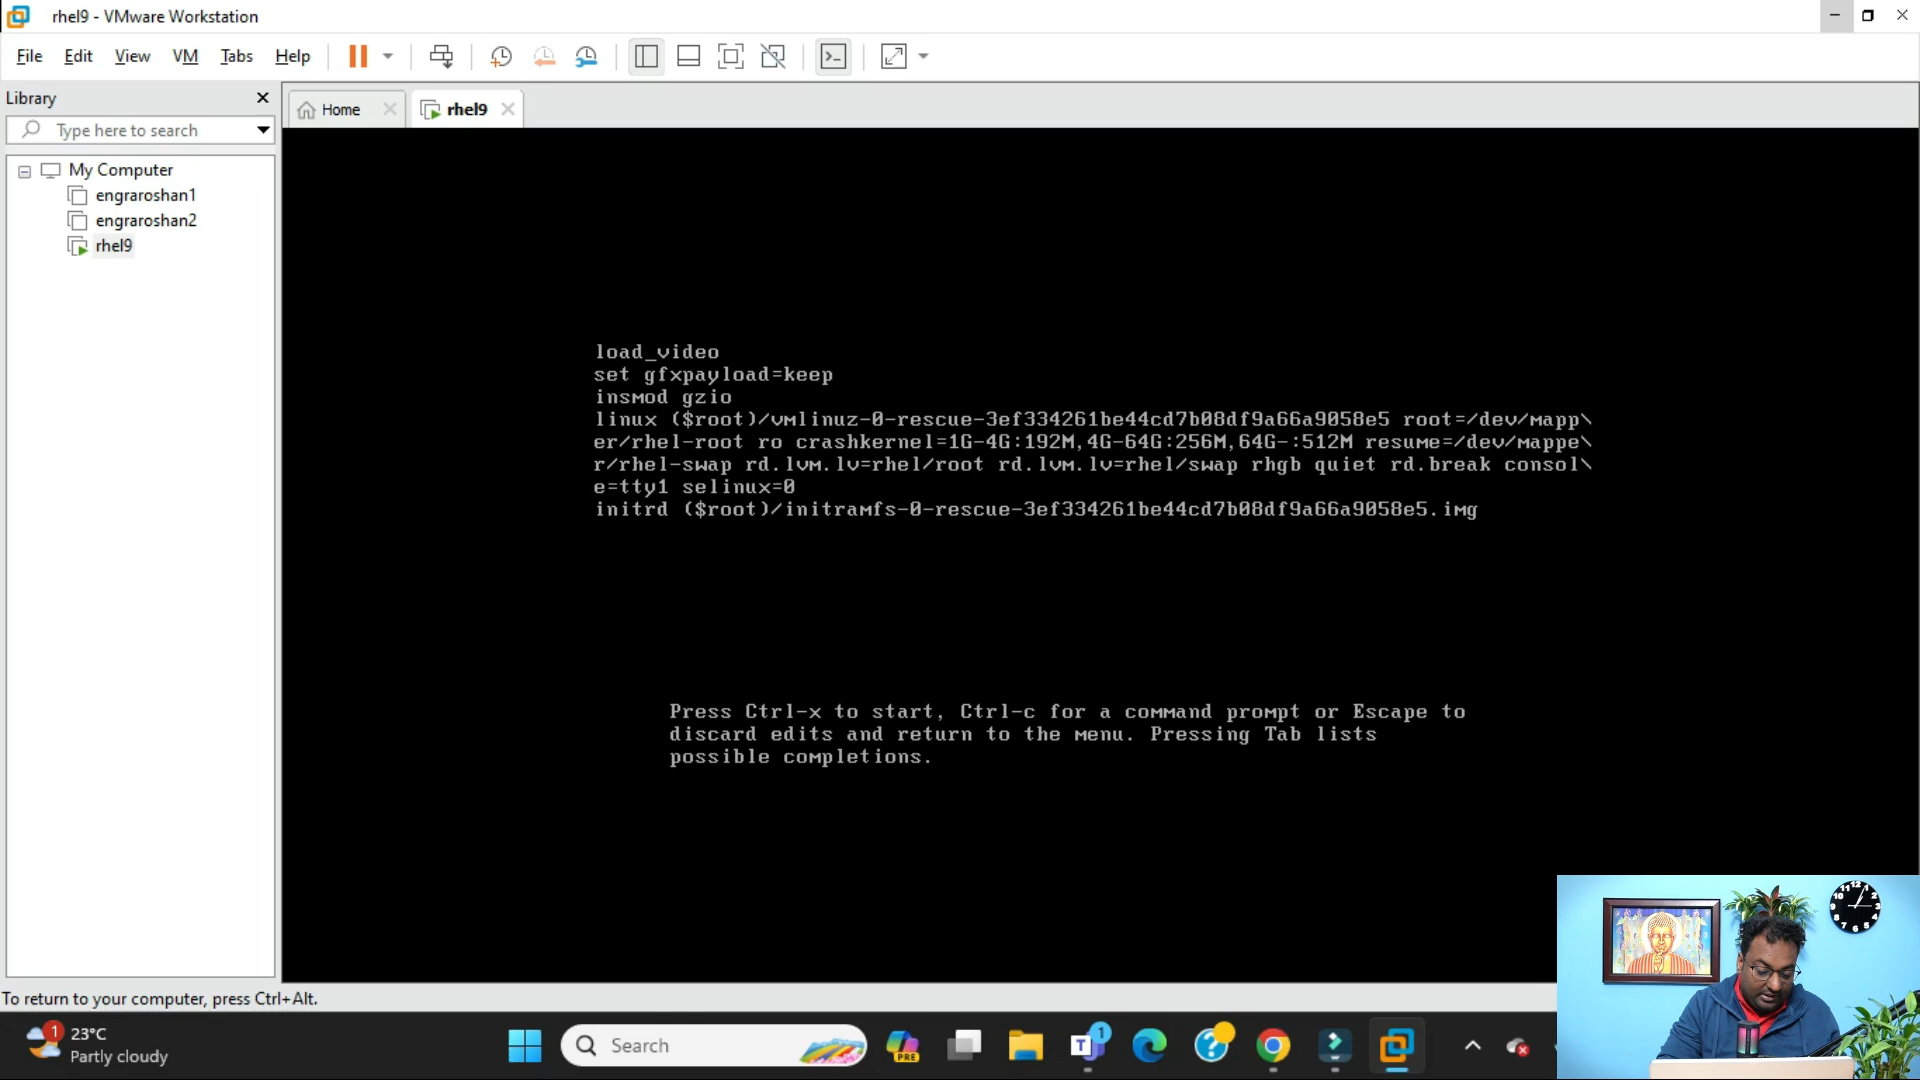 rhel9 - VMware Workstation
File Edit View VM Tabs Help
Library
Home
rhel9
Type here to search
My Computer
engraroshan1
engraroshan2
rhel9
load_video
set gfxpayload=keep
insmod gzio
linux ($root)/vmlinuz-0-rescue-3ef334261be44cd7b08df9a66a9058e5 root=/dev/mapp\
er/rhel-root ro crashkernel=1G-4G:192M,4G-64G:256M,64G-:512M resume=/dev/mappe\
r/rhel-swap rd.lvm.lv=rhel/root rd.lvm.lv=rhel/swap rhgb quiet rd.break consol\
e=tty1 selinux=0
initrd ($root)/initramfs-0-rescue-3ef334261be44cd7b08df9a66a9058e5.img
Press Ctrl-x to start, Ctrl-c for a command prompt or Escape to
discard edits and return to the menu. Pressing Tab lists
possible completions.
To return to your computer, press Ctrl+Alt.
1
23°C
Partly cloudy
Search
PRE
T
1